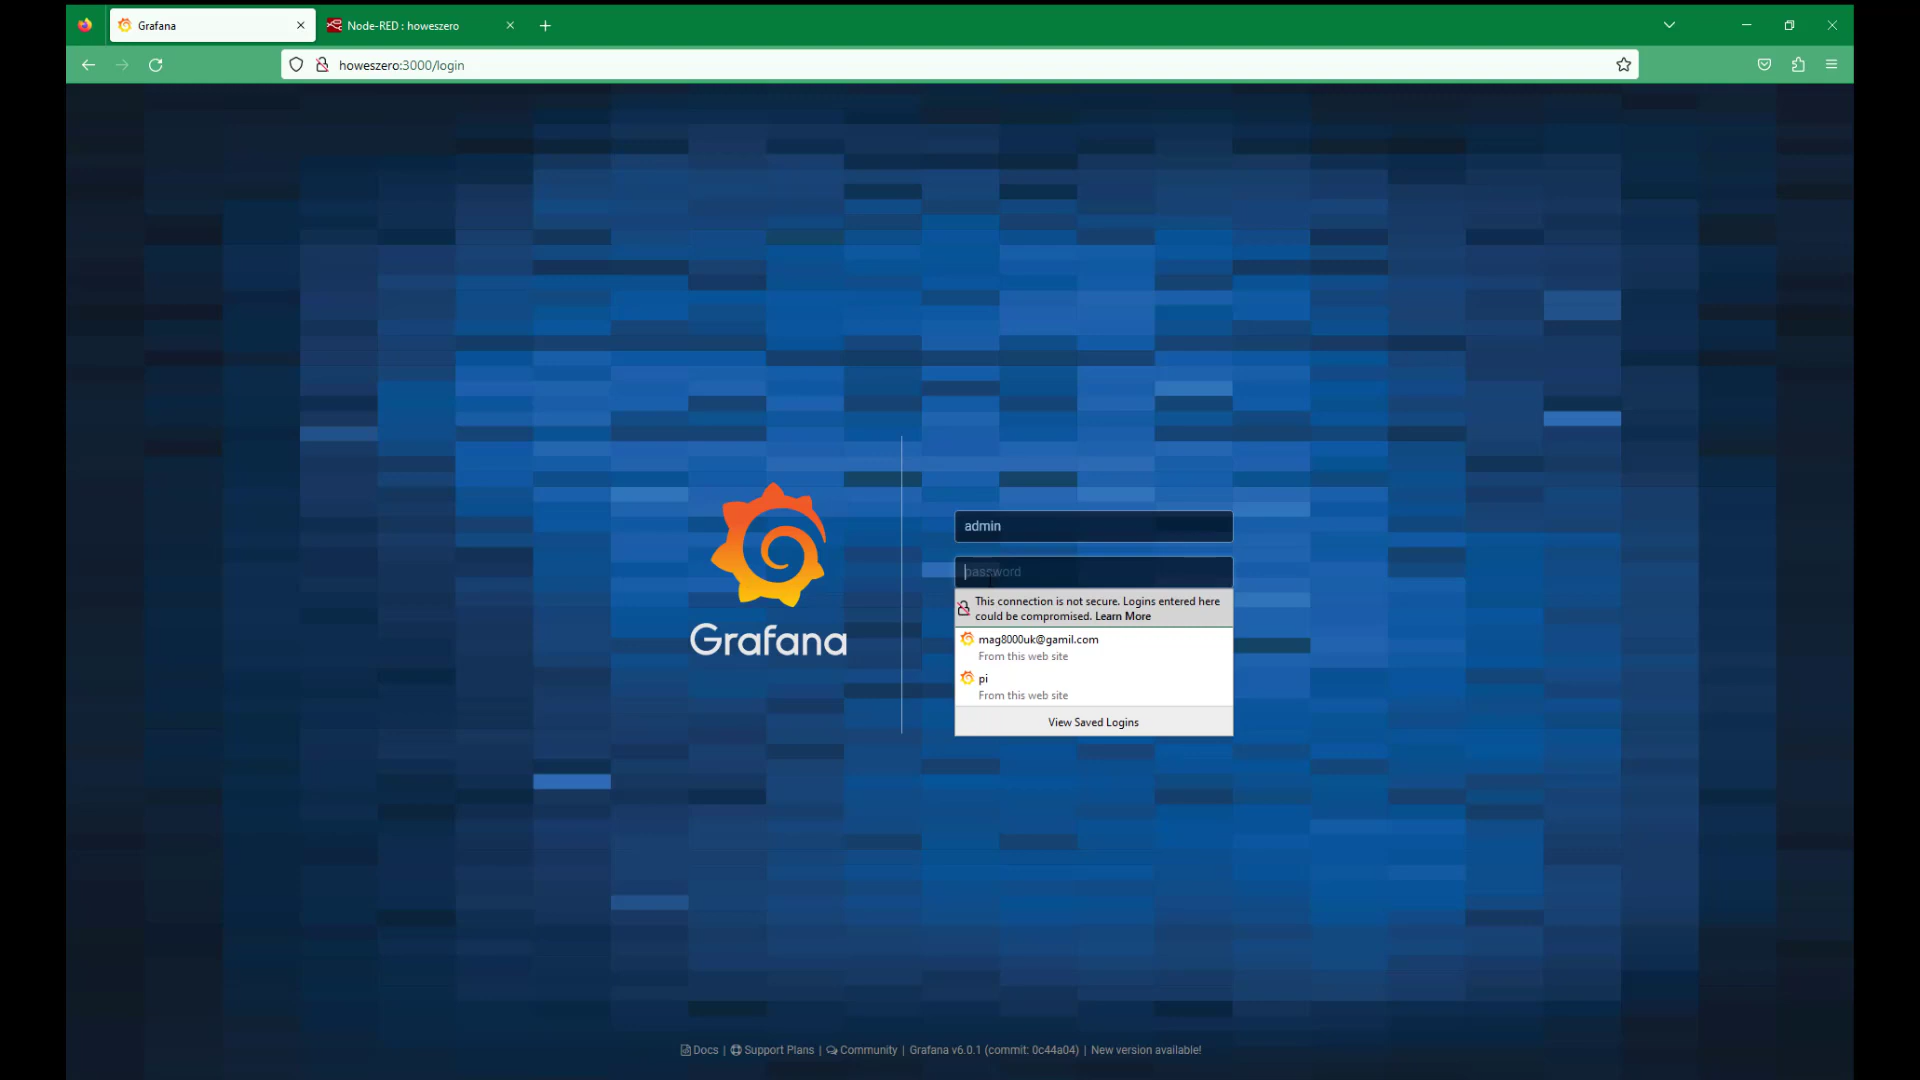 Grafana
Node-RED : howeszero
howeszero:3000/login
admin
password
This connection is not secure. Logins entered here
could be compromised. Learn More
mag8000uk@gamil.com
From this web site
pi
From this web site
View Saved Logins
Grafana
Docs | Support Plans | Community | Grafana v6.0.1 (commit: 0c44a04) | New version available!